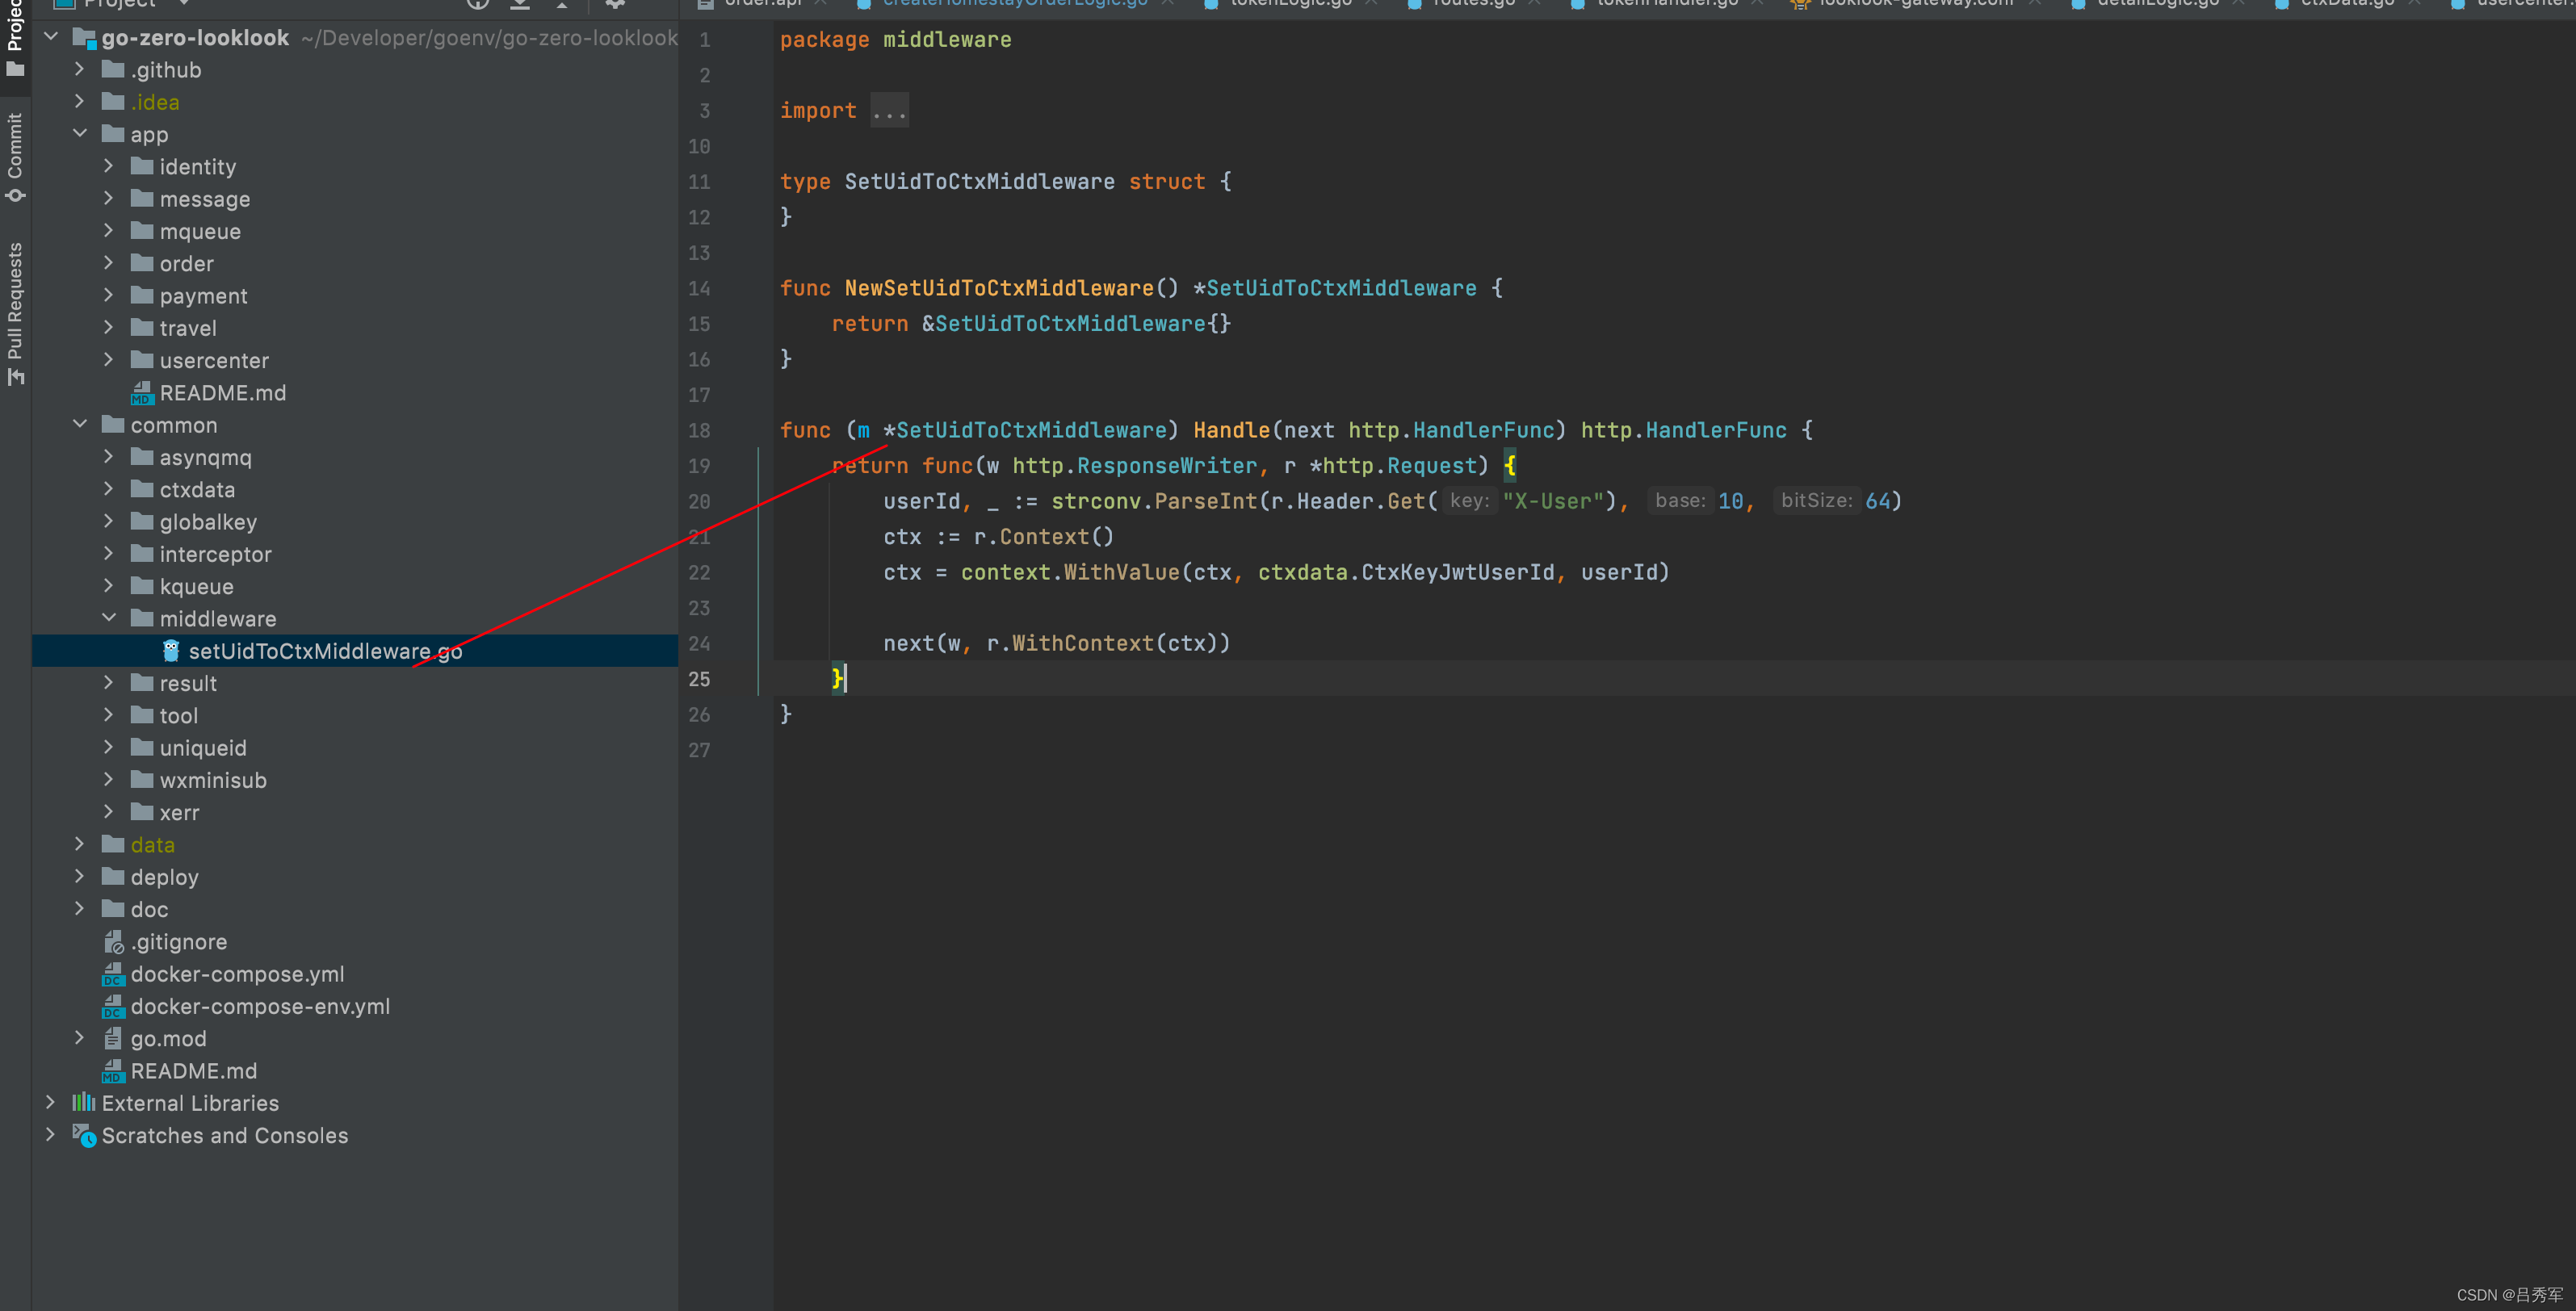 Project
order.api
createHomestayOrderLogic.go
tokenLogic.go
routes.go
tokenHandler.go
looklook-gateway.conf
detailLogic.go
ctxData.go
usercenter.
Project
Commit
Pull Requests
go-zero-looklook ~/Developer/goenv/go-zero-looklook
.github
.idea
app
identity
message
mqueue
order
payment
travel
usercenter
README.md
common
asynqmq
ctxdata
globalkey
interceptor
kqueue
middleware
setUidToCtxMiddleware.go
result
tool
uniqueid
wxminisub
xerr
data
deploy
doc
.gitignore
docker-compose.yml
docker-compose-env.yml
go.mod
README.md
External Libraries
Scratches and Consoles
1 package middleware
2
3 import ...
10
11 type SetUidToCtxMiddleware struct {
12 }
13
14 func NewSetUidToCtxMiddleware() *SetUidToCtxMiddleware {
15 return &SetUidToCtxMiddleware{}
16 }
17
18 func (m *SetUidToCtxMiddleware) Handle(next http.HandlerFunc) http.HandlerFunc {
19 return func(w http.ResponseWriter, r *http.Request) {
20 userId, _ := strconv.ParseInt(r.Header.Get( key: "X-User"), base: 10, bitSize: 64)
21 ctx := r.Context()
22 ctx = context.WithValue(ctx, ctxdata.CtxKeyJwtUserId, userId)
23
24 next(w, r.WithContext(ctx))
25 }
26 }
27
CSDN @吕秀军